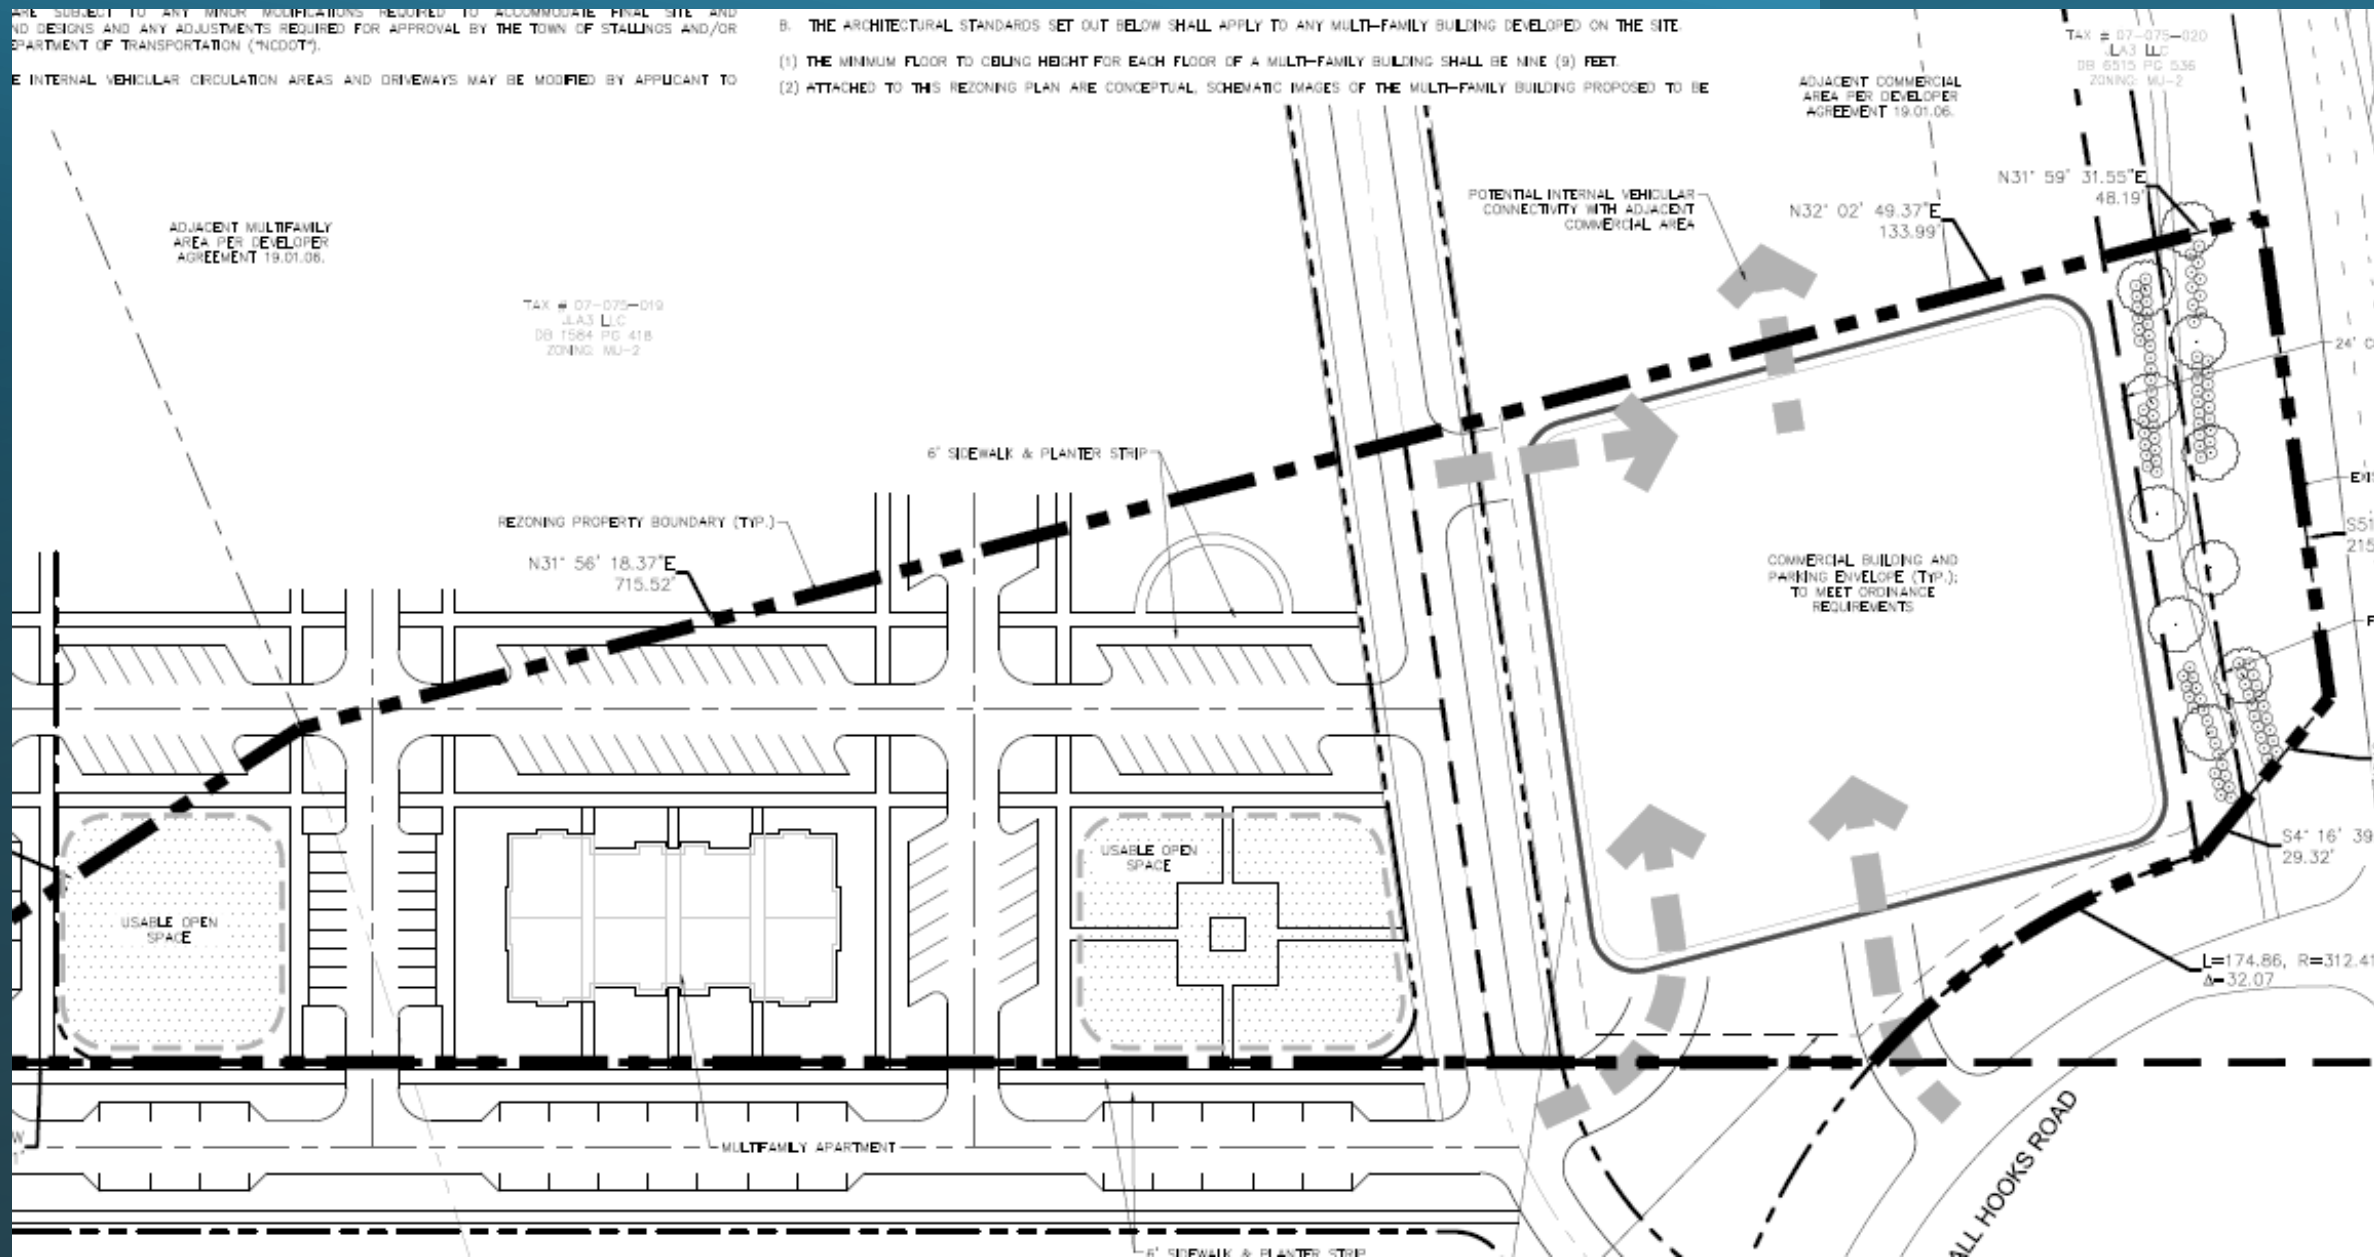 ARE SUBJECT TO ANY MINOR MODIFICATIONS REQUIRED TO ACCOMMODATE FINAL SITE AND
ND DESIGNS AND ANY ADJUSTMENTS REQUIRED FOR APPROVAL BY THE TOWN OF STALLINGS AND/OR
EPARTMENT OF TRANSPORTATION ("NCDOT").
E INTERNAL VEHICULAR CIRCULATION AREAS AND DRIVEWAYS MAY BE MODIFIED BY APPLICANT TO
B. THE ARCHITECTURAL STANDARDS SET OUT BELOW SHALL APPLY TO ANY MULTI-FAMILY BUILDING DEVELOPED ON THE SITE.
(1) THE MINIMUM FLOOR TO CEILING HEIGHT FOR EACH FLOOR OF A MULTI-FAMILY BUILDING SHALL BE NINE (9) FEET.
(2) ATTACHED TO THIS REZONING PLAN ARE CONCEPTUAL, SCHEMATIC IMAGES OF THE MULTI-FAMILY BUILDING PROPOSED TO BE
TAX # 07-075-020
JLA3 LLC
DB 6515 PG 536
ZONING: MU-2
ADJACENT COMMERCIAL
AREA PER DEVELOPER
AGREEMENT 19.01.06.
N31° 59' 31.55"E
48.19'
N32° 02' 49.37"E
133.99'
POTENTIAL INTERNAL VEHICULAR
CONNECTIVITY WITH ADJACENT
COMMERCIAL AREA
ADJACENT MULTIFAMILY
AREA PER DEVELOPER
AGREEMENT 19.01.06.
TAX # 07-075-019
JLA3 LLC
DB 1584 PG 418
ZONING: MU-2
24' C
6' SIDEWALK & PLANTER STRIP
EXI
REZONING PROPERTY BOUNDARY (TYP.)
S51
215
N31° 56' 18.37"E
715.52'
COMMERCIAL BUILDING AND
PARKING ENVELOPE (TYP.);
TO MEET ORDINANCE
REQUIREMENTS
F
S4° 16' 39
29.32'
USABLE OPEN
SPACE
USABLE OPEN
SPACE
L=174.86, R=312.41
Δ=32.07
MULTIFAMILY APARTMENT
W
1'
ALL HOOKS ROAD
6' SIDEWALK & PLANTER STRIP